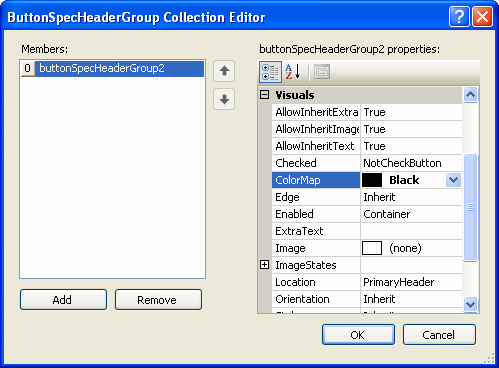 ButtonSpecHeaderGroup Collection Editor
Members:
buttonSpecHeaderGroup2 properties:
0 buttonSpecHeaderGroup2
Visuals
AllowInheritExtra True
AllowInheritImage True
AllowInheritText True
Checked NotCheckButton
ColorMap Black
Edge Inherit
Enabled Container
ExtraText
Image (none)
ImageStates
Location PrimaryHeader
Orientation Inherit
Add Remove
OK Cancel